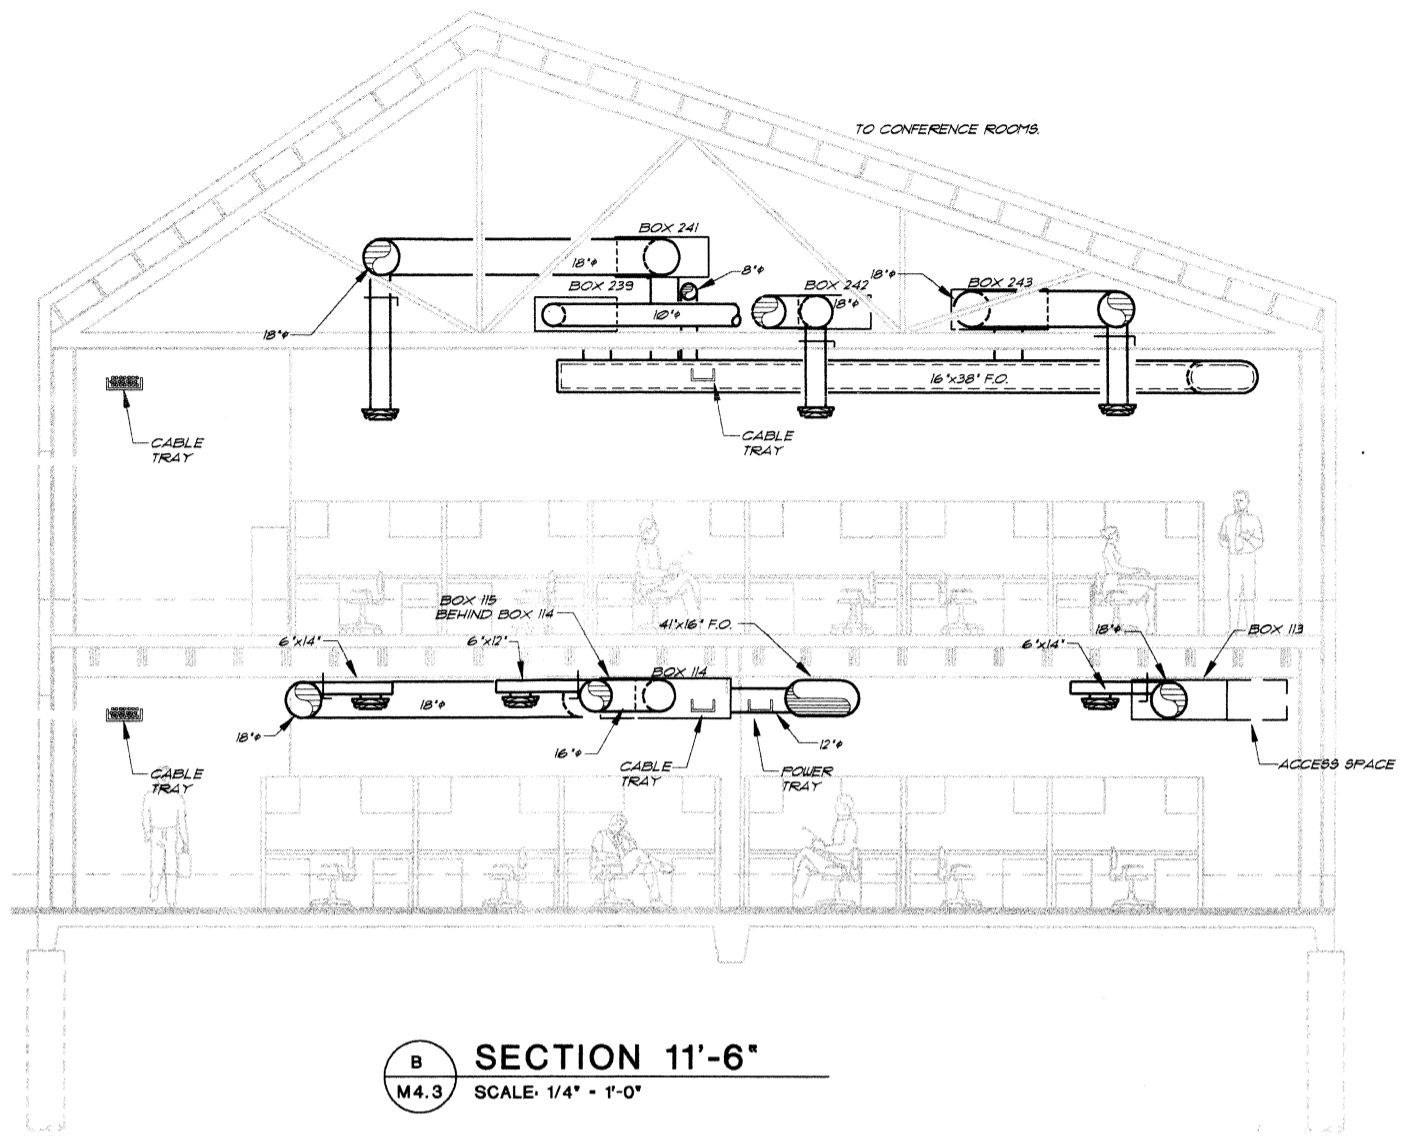 TO CONFERENCE ROOMS.
BOX 241
18"ϕ
8"ϕ
18"ϕ
BOX 239
BOX 242
18"ϕ
BOX 243
10"ϕ
18"ϕ
16"x38" F.O.
CABLE
TRAY
CABLE
TRAY
BOX 115
BEHIND BOX 114
6"x14"
6"x12"
41"x16" F.O.
6"x14"
18"ϕ
BOX 113
BOX 114
18"ϕ
18"ϕ
16"ϕ
12"ϕ
CABLE
TRAY
CABLE
TRAY
POWER
TRAY
ACCESS SPACE
B
M4.3
SECTION 11'-6"
SCALE: 1/4" - 1'-0"